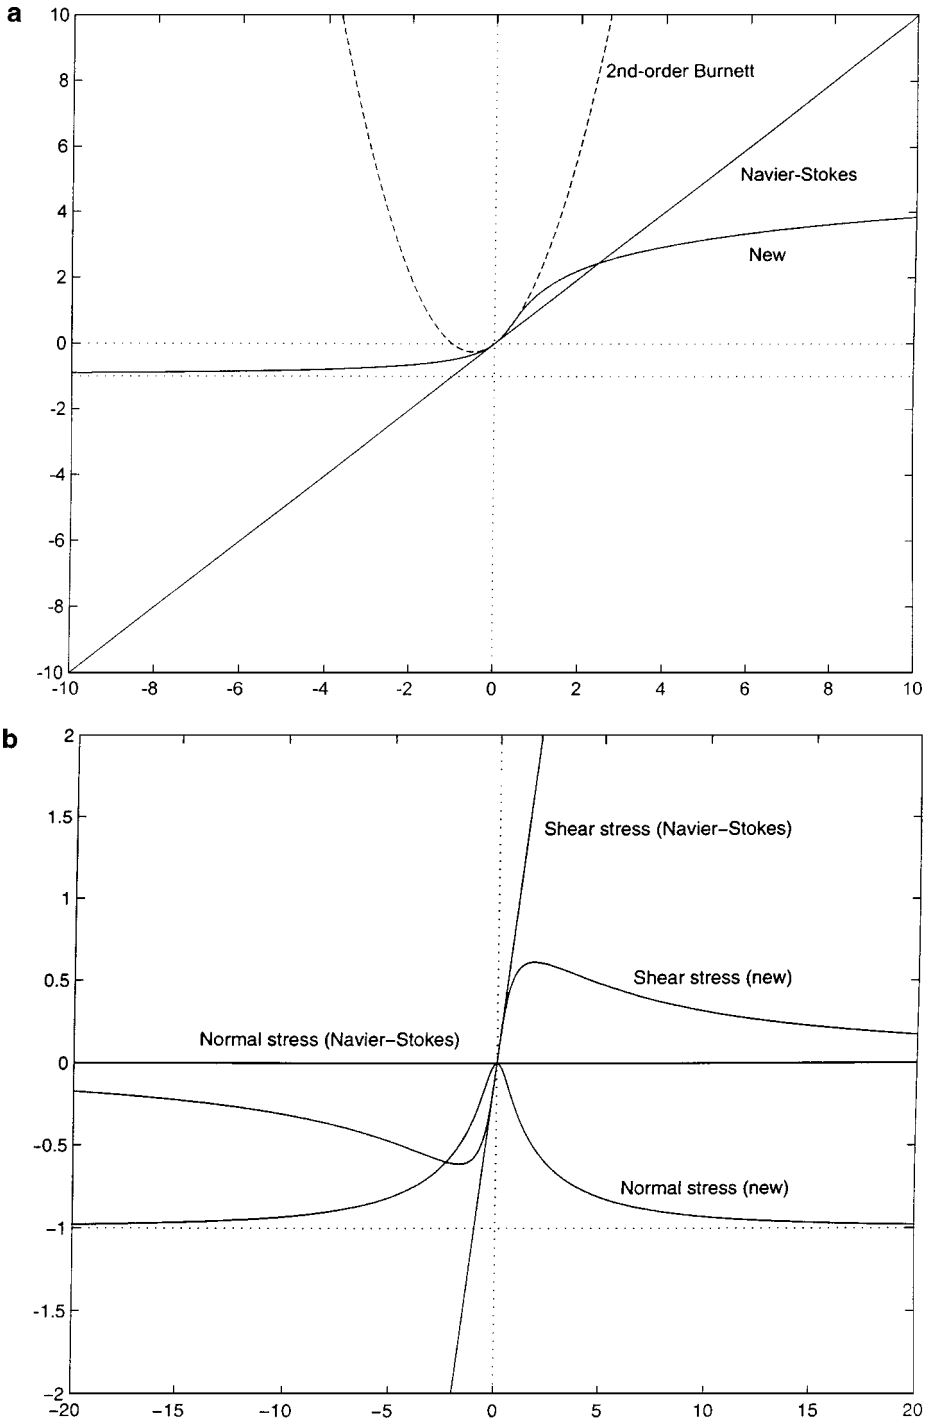 a
10
8
2nd-order Burnett
6
Navier-Stokes
4
New
2
0
-2
-4
-6
-8
-10
-10 -8 -6 -4 -2 0 2 4 6 8 10
b
2
1.5
Shear stress (Navier–Stokes)
1
0.5
Shear stress (new)
Normal stress (Navier–Stokes)
0
−0.5
Normal stress (new)
−1
−1.5
−2
−20 −15 −10 −5 0 5 10 15 20